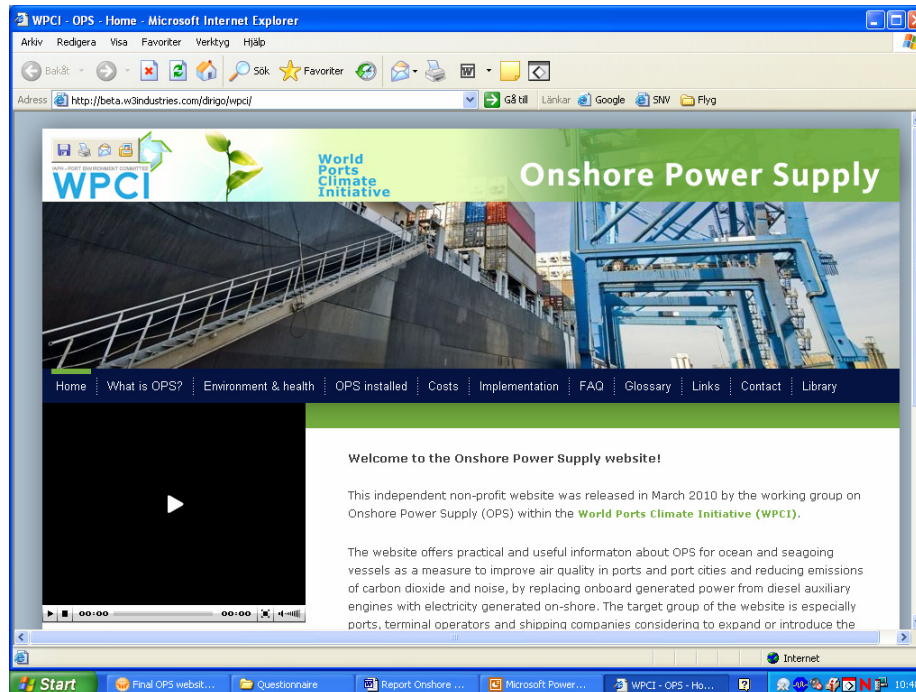 WPCI - OPS - Home - Microsoft Internet Explorer
Arkiv Redigera Visa Favoriter Verktyg Hjälp
Bakåt Sök Favoriter
Adress http://beta.w3industries.com/dirigo/wpci/ Gå till Länkar Google SNV Flyg
IAPH - PORT ENVIRONMENT COMMITTEE
WPCI
World
Ports
Climate
Initiative
Onshore Power Supply
Home What is OPS? Environment & health OPS installed Costs Implementation FAQ Glossary Links Contact Library
Welcome to the Onshore Power Supply website!
This independent non-profit website was released in March 2010 by the working group on
Onshore Power Supply (OPS) within the World Ports Climate Initiative (WPCI).
The website offers practical and useful informaton about OPS for ocean and seagoing
vessels as a measure to improve air quality in ports and port cities and reducing emissions
of carbon dioxide and noise, by replacing onboard generated power from diesel auxiliary
engines with electricity generated on-shore. The target group of the website is especially
ports, terminal operators and shipping companies considering to expand or introduce the
00:00 00:00
Internet
Start Final OPS websit... Questionnaire Report Onshore ... Microsoft Power... WPCI - OPS - Ho...